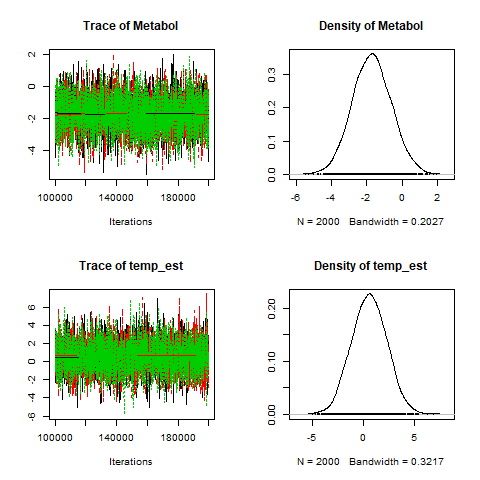 Trace of Metabol
2
0
-2
-4
100000 140000 180000
Iterations
Density of Metabol
0.3
0.2
0.1
0.0
-6 -4 -2 0 2
N = 2000 Bandwidth = 0.2027
Trace of temp_est
6
4
2
0
-2
-4
-6
100000 140000 180000
Iterations
Density of temp_est
0.20
0.10
0.00
-5 0 5
N = 2000 Bandwidth = 0.3217